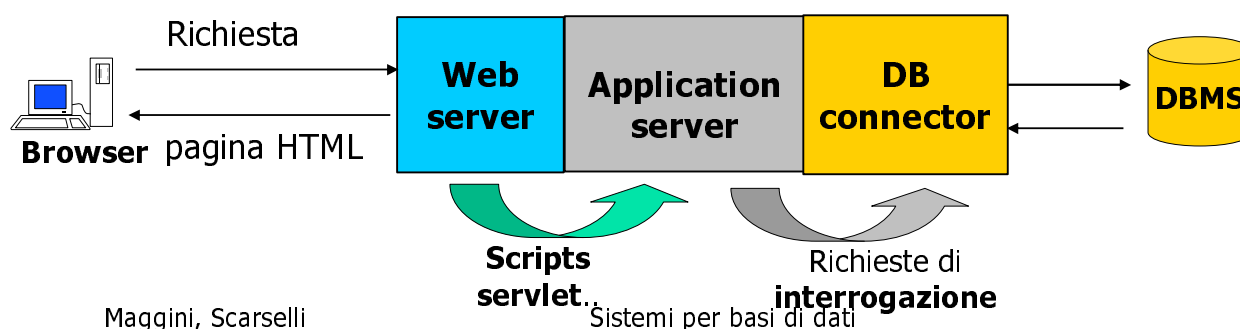 Richiesta
Web
server
Application
server
DB
connector
DBMS
Browser
pagina HTML
Scripts
servlet..
Richieste di
interrogazione
Maggini, Scarselli
Sistemi per basi di dati